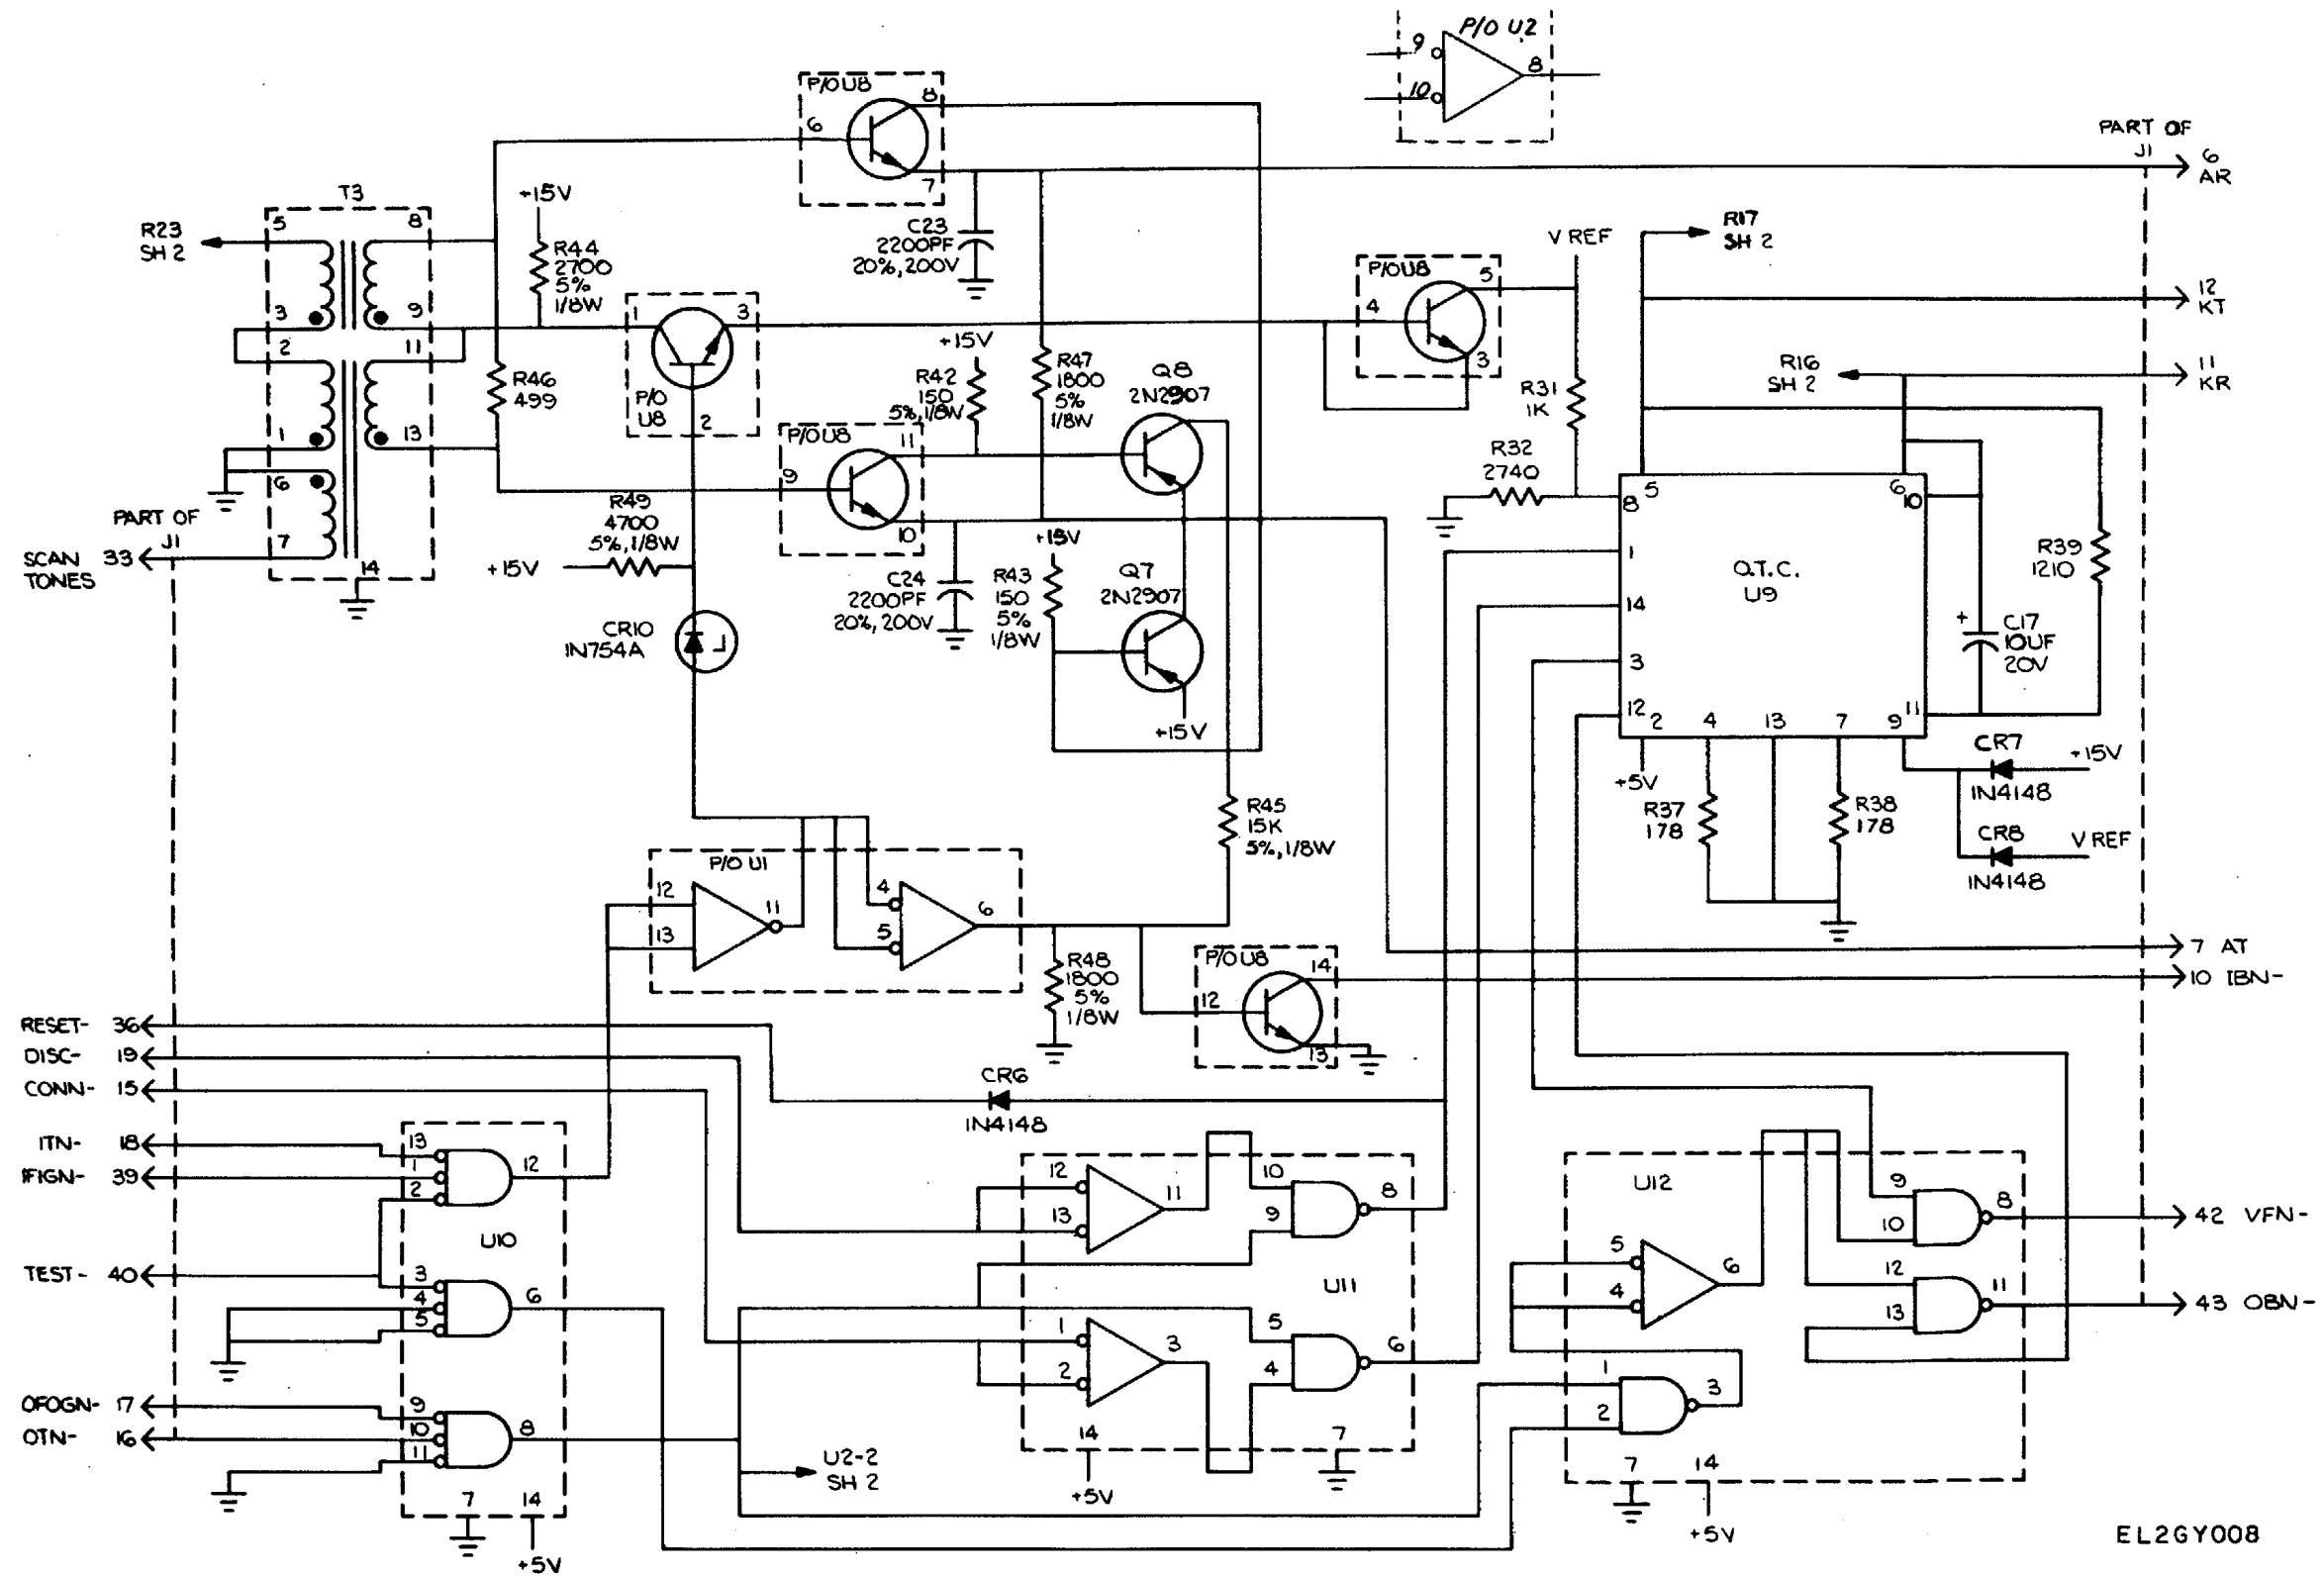 P/O U2
9
8
10
P/O U8
8
6
7
PART OF
J1
6
AR
T3
+15V
5
8
R23
SH 2
R44
2700
5%
1/8W
C23
2200PF
20%, 200V
3
9
2
11
1
13
6
7
14
R46
499
1
3
P/O
U8
2
+15V
R42
150
5%, 1/8W
R47
1800
5%
1/8W
Q8
2N2907
P/O U8
5
4
3
V REF
R17
SH 2
12
KT
R16
SH 2
11
KR
R31
1K
R32
2740
P/O U8
11
9
10
PART OF
J1
SCAN
TONES
33
R49
4700
5%, 1/8W
+15V
CR10
IN754A
C24
2200PF
20%, 200V
+15V
R43
150
5%
1/8W
Q7
2N2907
+15V
8
5
6
10
1
14
3
12
Q.T.C.
U9
2
4
13
7
9
11
R39
1210
+
C17
10UF
20V
+5V
R37
178
R38
178
CR7
+15V
IN4148
CR8
V REF
IN4148
R45
15K
5%, 1/8W
P/O U1
12
11
13
4
5
6
R48
1800
5%
1/8W
P/O U8
14
12
13
7 AT
10 IBN-
RESET- 36
DISC- 19
CONN- 15
ITN- 18
IFIGN- 39
TEST- 40
OFOGN- 17
OTN- 16
CR6
IN4148
13
1
2
12
U10
3
4
5
6
9
10
11
8
7
14
+5V
U2-2
SH 2
12
13
11
10
9
8
U11
1
2
3
5
4
6
14
7
+5V
U12
9
10
8
5
4
6
12
13
11
1
2
3
7
14
+5V
42 VFN-
43 OBN-
EL2GY008